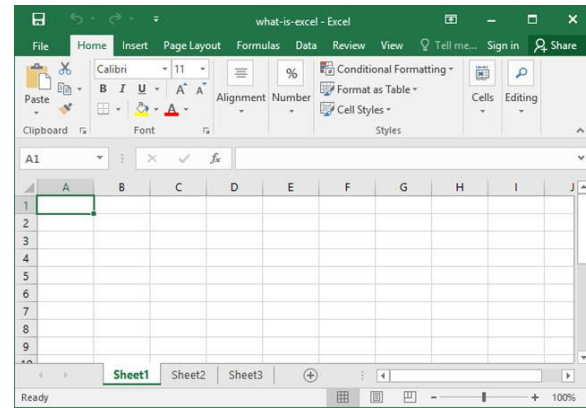 what-is-excel - Excel
File Home Insert Page Layout Formulas Data Review View Tell me... Sign in Share
Paste
Clipboard
Calibri 11
B I U A A
A
Font
Alignment
Number
%
Conditional Formatting
Format as Table
Cell Styles
Styles
Cells
Editing
A1 fx
A B C D E F G H I J
1
2
3
4
5
6
7
8
9
10
Sheet1 Sheet2 Sheet3
Ready 100%